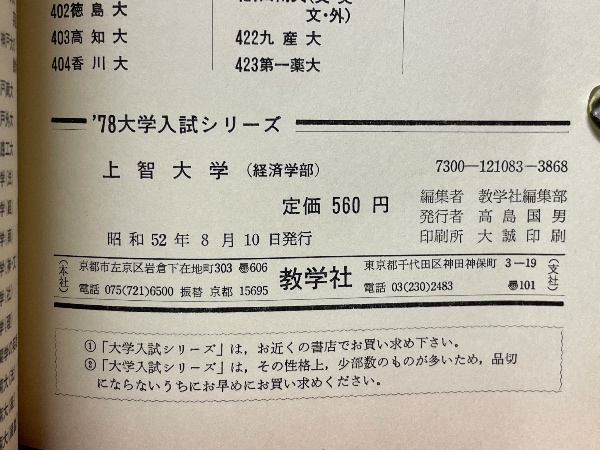 402徳島大
403高知大
404香川大
文・外)
422九産大
423第一薬大
'78大学入試シリーズ
上智大学(経済学部)
定価 560 円
昭和52年8月10日発行
7300—121083—3868
編集者 教学社編集部
発行者 高島国男
印刷所 大誠印刷
(本社)
京都市左京区岩倉下在地町303 〠606
電話 075(721)6500 振替 京都 15695
教学社
東京都千代田区神田神保町 3—19
電話 03(230)2483 〠101
(支社)
①「大学入試シリーズ」は，お近くの書店でお買い求め下さい。
②「大学入試シリーズ」は，その性格上，少部数のものが多いため，品切
にならないうちにお早めにお買い求めください。